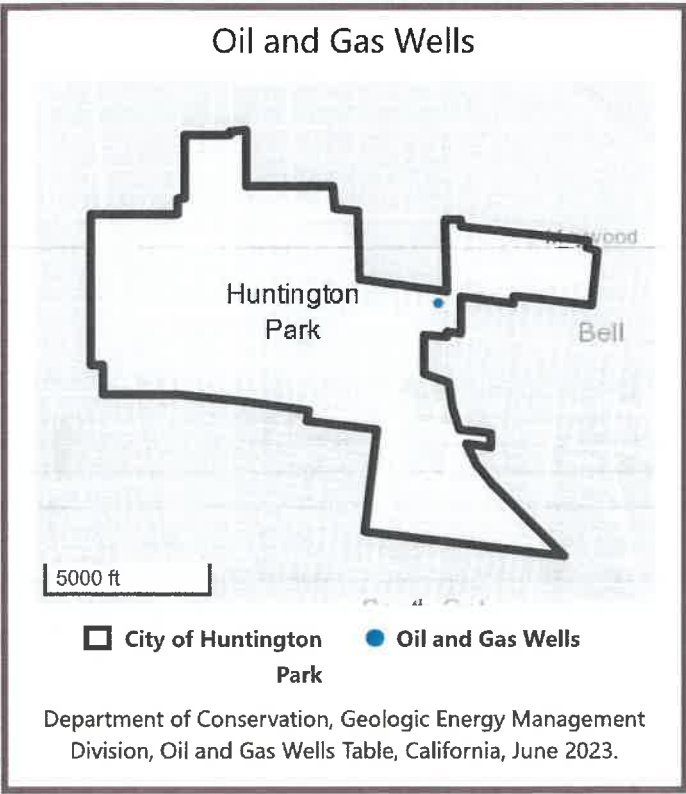 Oil and Gas Wells
Huntington
Park
Bell
5000 ft
City of Huntington
Park
Oil and Gas Wells
Department of Conservation, Geologic Energy Management
Division, Oil and Gas Wells Table, California, June 2023.